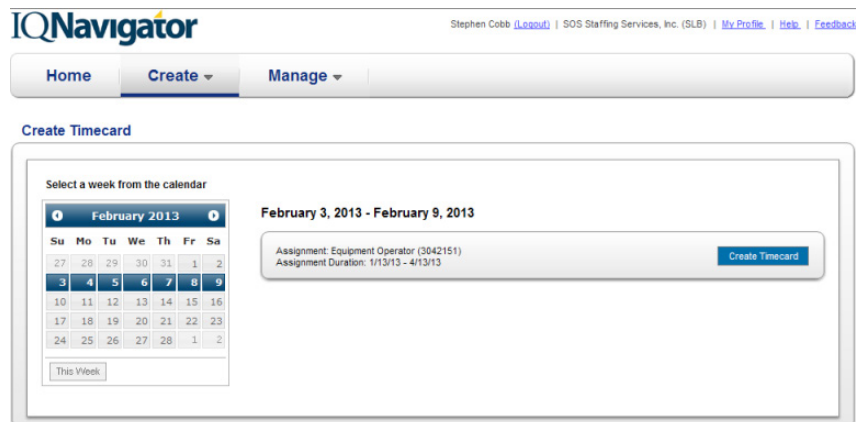 IQNavigator
Stephen Cobb (Logout) | SOS Staffing Services, Inc. (SLB) | My Profile | Help | Feedback
Home Create Manage
Create Timecard
Select a week from the calendar
February 2013
Su Mo Tu We Th Fr Sa
27 28 29 30 31 1 2
3 4 5 6 7 8 9
10 11 12 13 14 15 16
17 18 19 20 21 22 23
24 25 26 27 28 1 2
This Week
February 3, 2013 - February 9, 2013
Assignment: Equipment Operator (3042151)
Assignment Duration: 1/13/13 - 4/13/13
Create Timecard